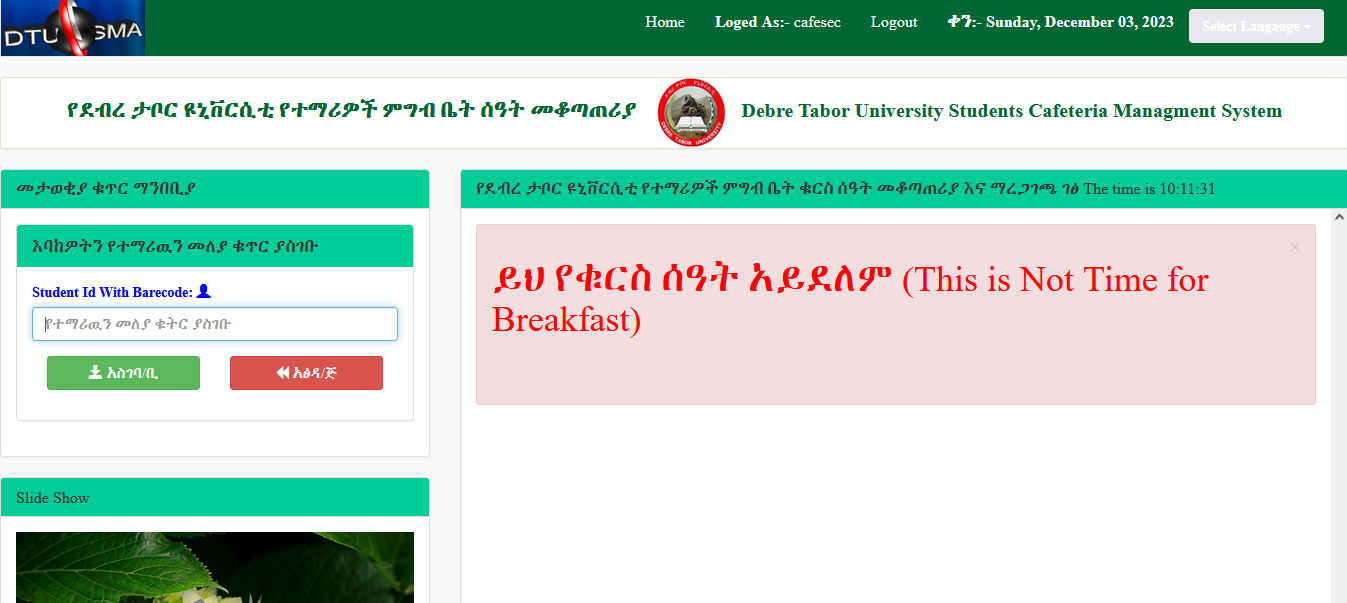 DTU SMA
Home Loged As:- cafesec Logout ቀን:- Sunday, December 03, 2023 Select Langauge
የደብረ ታቦር ዩኒቨርሲቲ የተማሪዎች ምግብ ቤት ሰዓት መቆጣጠሪያ
Debre Tabor University Students Cafeteria Managment System
መታወቂያ ቁጥር ማንበቢያ
እባክዎትን የተማሪዉን መለያ ቁጥር ያስገቡ
Student Id With Barecode:
የተማሪዉን መለያ ቁትር ያስገቡ
አስገባ/ቢ
አፅዳ/ጅ
Slide Show
የደብረ ታቦር ዩኒቨርሲቲ የተማሪዎች ምግብ ቤት ቁርስ ሰዓት መቆጣጠሪያ እና ማረጋገጫ ገፅ The time is 10:11:31
×
ይህ የቁርስ ሰዓት አይደለም (This is Not Time for
Breakfast)